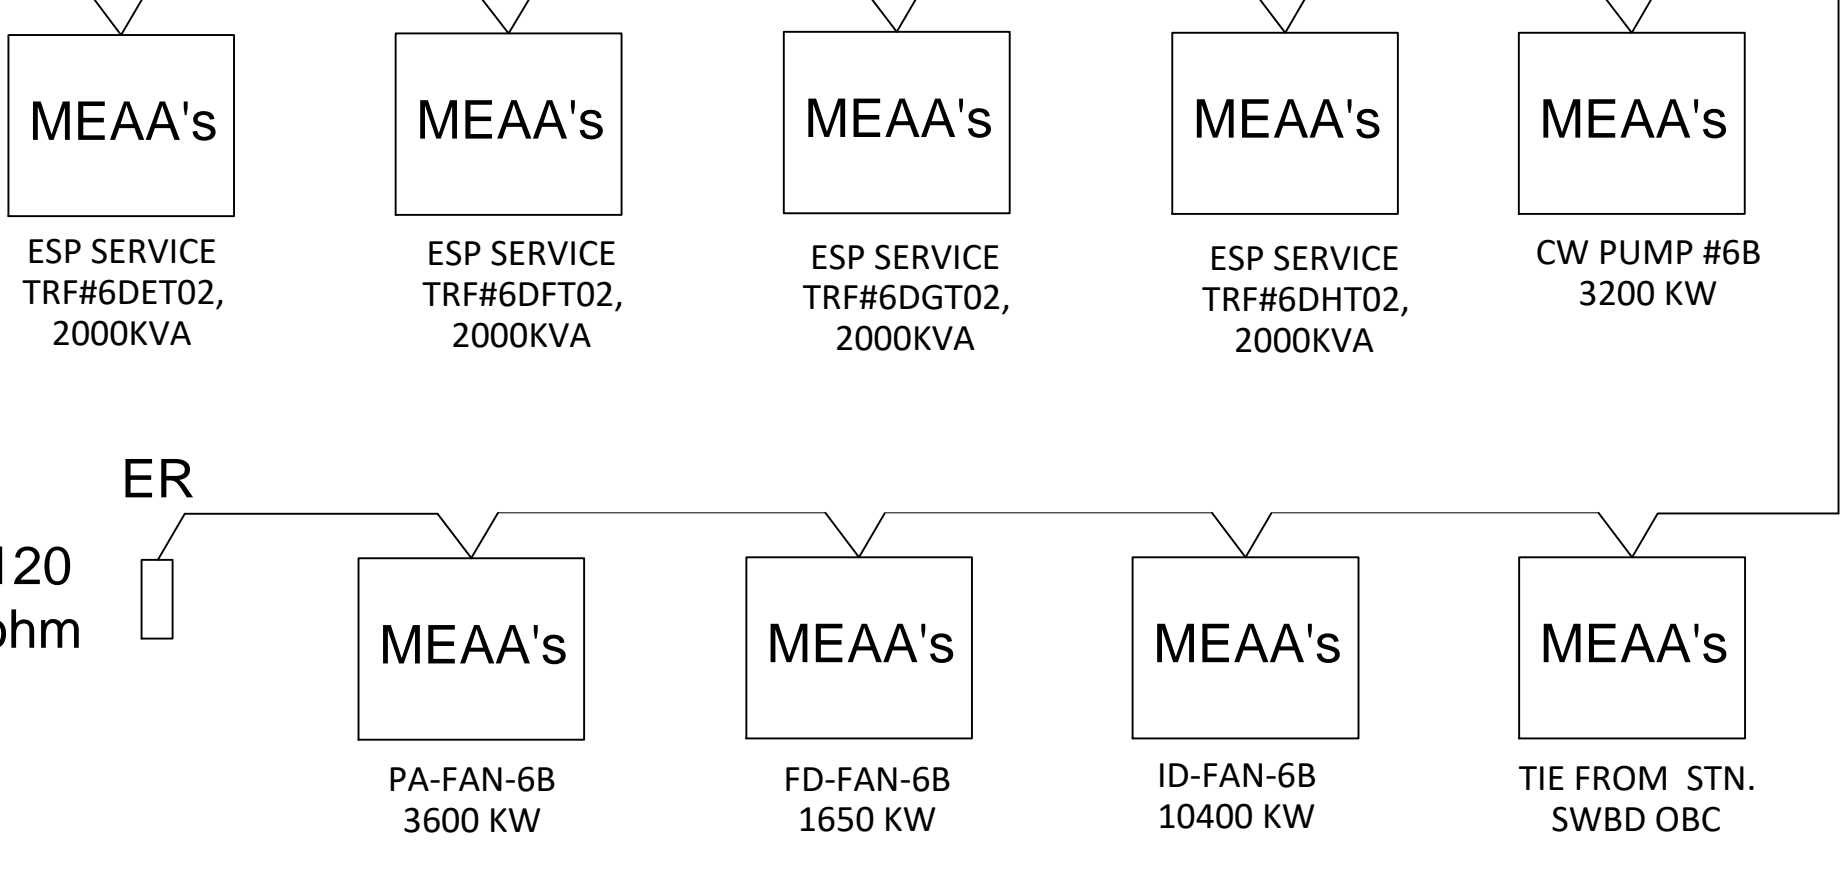 MEAA's
ESP SERVICE
TRF#6DET02,
2000KVA
MEAA's
ESP SERVICE
TRF#6DFT02,
2000KVA
MEAA's
ESP SERVICE
TRF#6DGT02,
2000KVA
MEAA's
ESP SERVICE
TRF#6DHT02,
2000KVA
MEAA's
CW PUMP #6B
3200 KW
ER
120
ohm
MEAA's
PA-FAN-6B
3600 KW
MEAA's
FD-FAN-6B
1650 KW
MEAA's
ID-FAN-6B
10400 KW
MEAA's
TIE FROM STN.
SWBD OBC